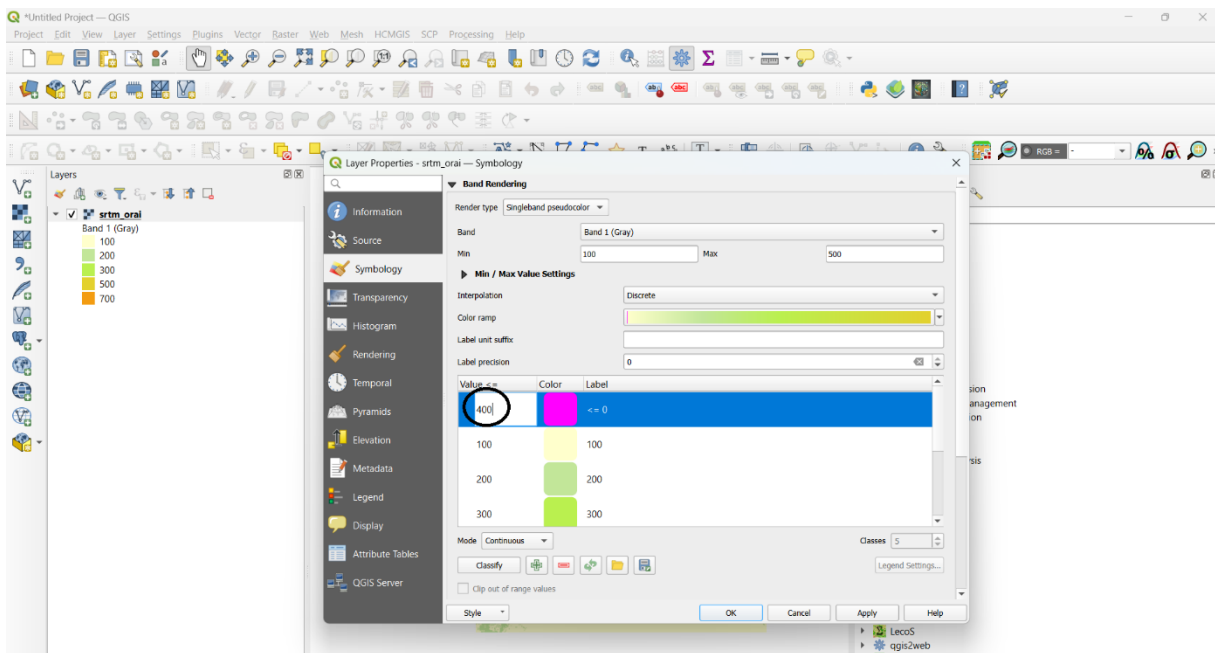 *Untitled Project — QGIS
Project Edit View Layer Settings Plugins Vector Raster Web Mesh HCMGIS SCP Processing Help
RGB = -
Layers
srtm_orai
Band 1 (Gray)
100
200
300
500
700
Layer Properties - srtm_orai — Symbology
Information
Source
Symbology
Transparency
Histogram
Rendering
Temporal
Pyramids
Elevation
Metadata
Legend
Display
Attribute Tables
QGIS Server
Band Rendering
Render type Singleband pseudocolor
Band Band 1 (Gray)
Min 100 Max 500
Min / Max Value Settings
Interpolation Discrete
Color ramp
Label unit suffix
Label precision 0
Value <= Color Label
400 <= 0
100 100
200 200
300 300
Mode Continuous Classes 5
Classify Legend Settings...
Clip out of range values
Style OK Cancel Apply Help
LecoS
qgis2web